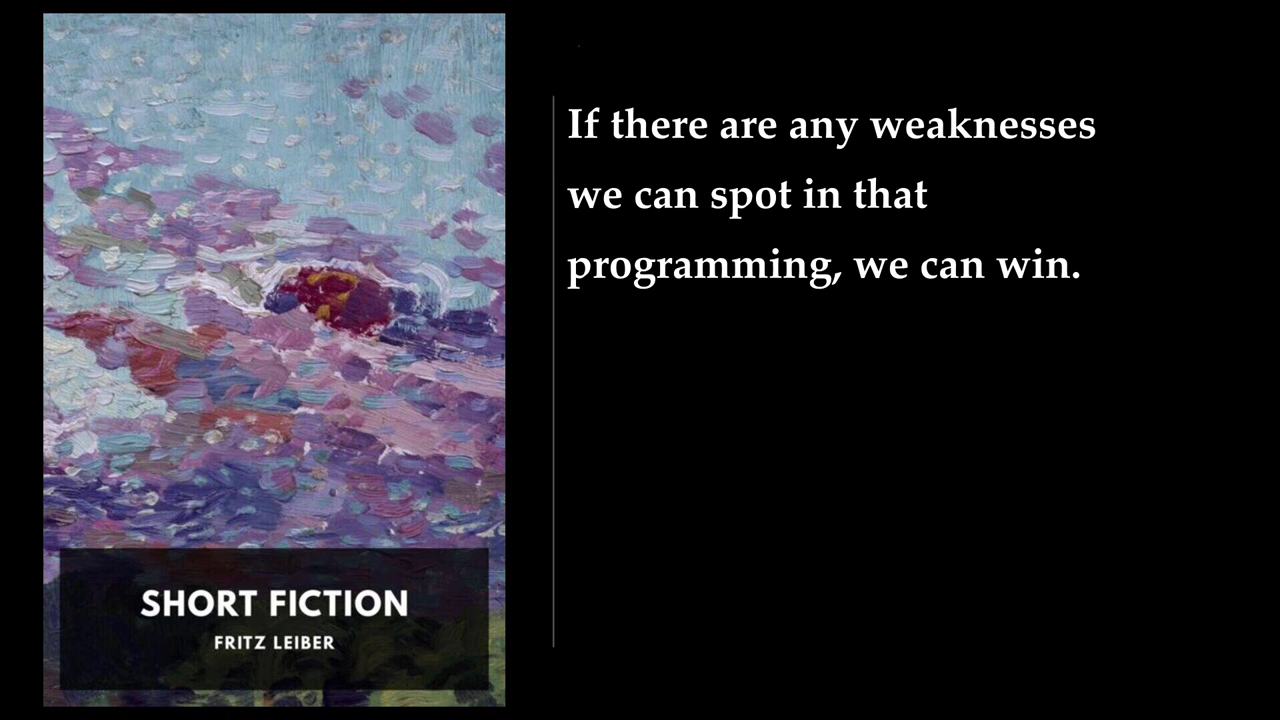 If there are any weaknesses
we can spot in that
programming, we can win.
SHORT FICTION
FRITZ LEIBER